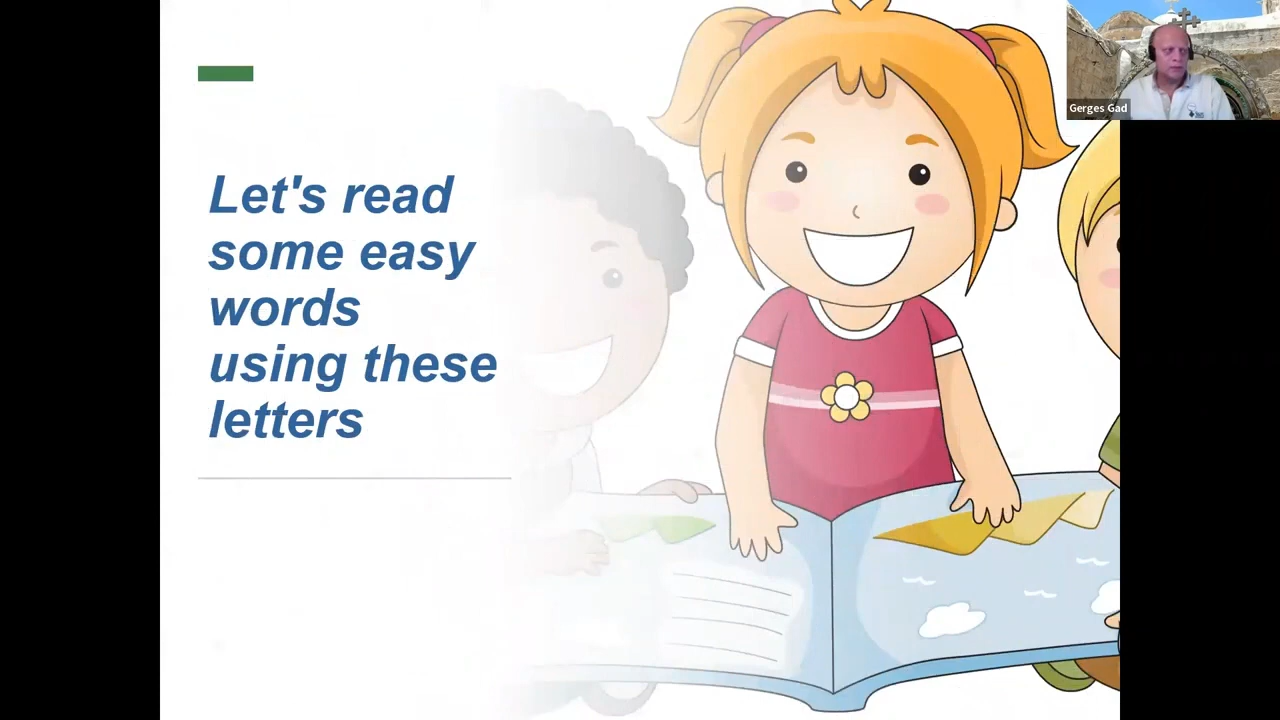 Let's read
some easy
words
using these
letters
Gerges Gad